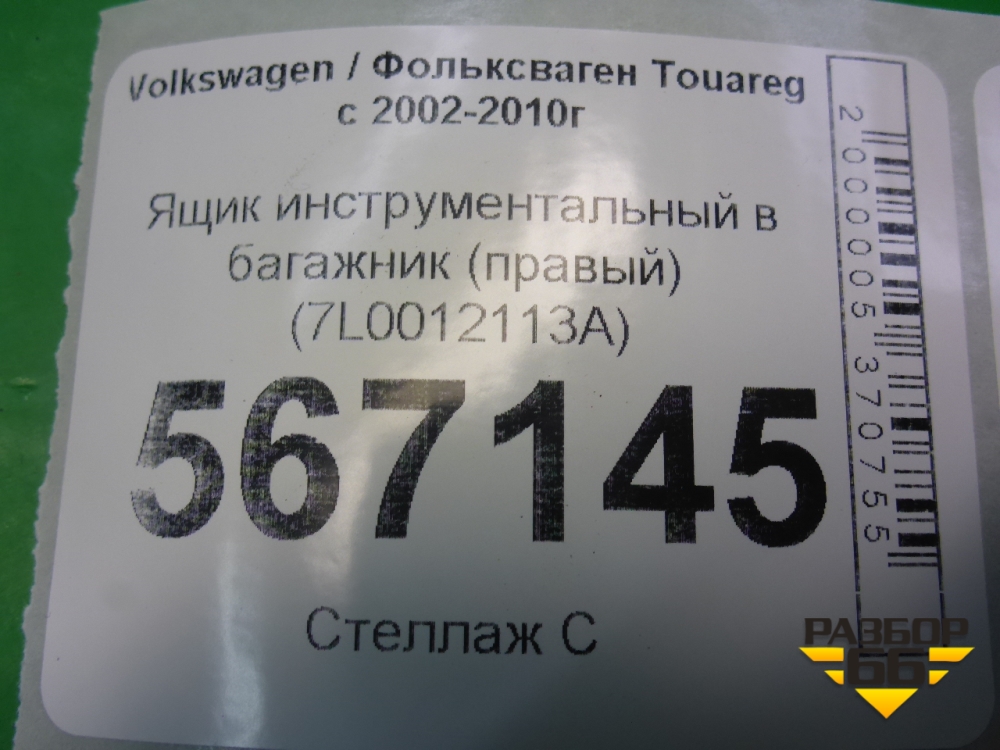 Volkswagen / Фольксваген Touareg
с 2002-2010г
Ящик инструментальный в
багажник (правый)
(7L0012113A)
567145
Стеллаж С
2000005370755
РАЗБОР
66